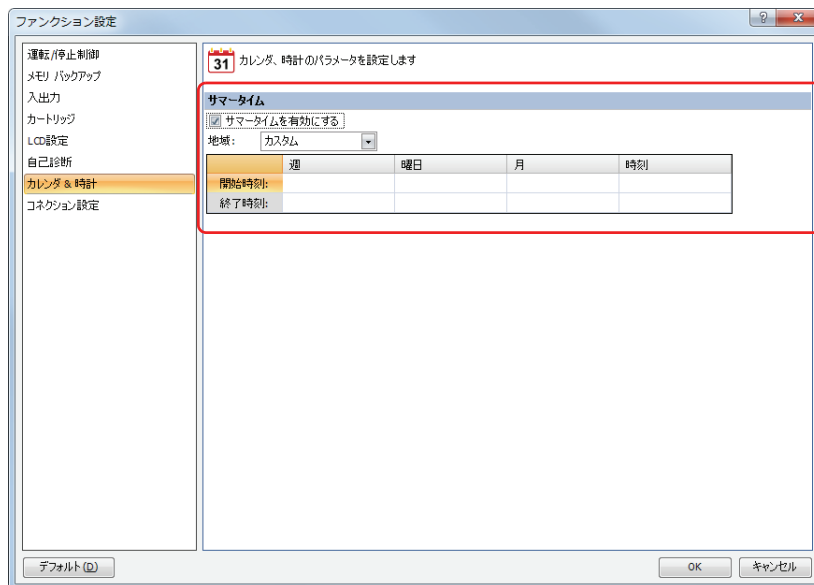 ファンクション設定
?
x
運転/停止制御
メモリ バックアップ
入出力
カートリッジ
LCD設定
自己診断
カレンダ & 時計
コネクション設定
31 カレンダ、時計のパラメータを設定します
サマータイム
サマータイムを有効にする
地域: カスタム
週 曜日 月 時刻
開始時刻:
終了時刻:
デフォルト(D) OK キャンセル